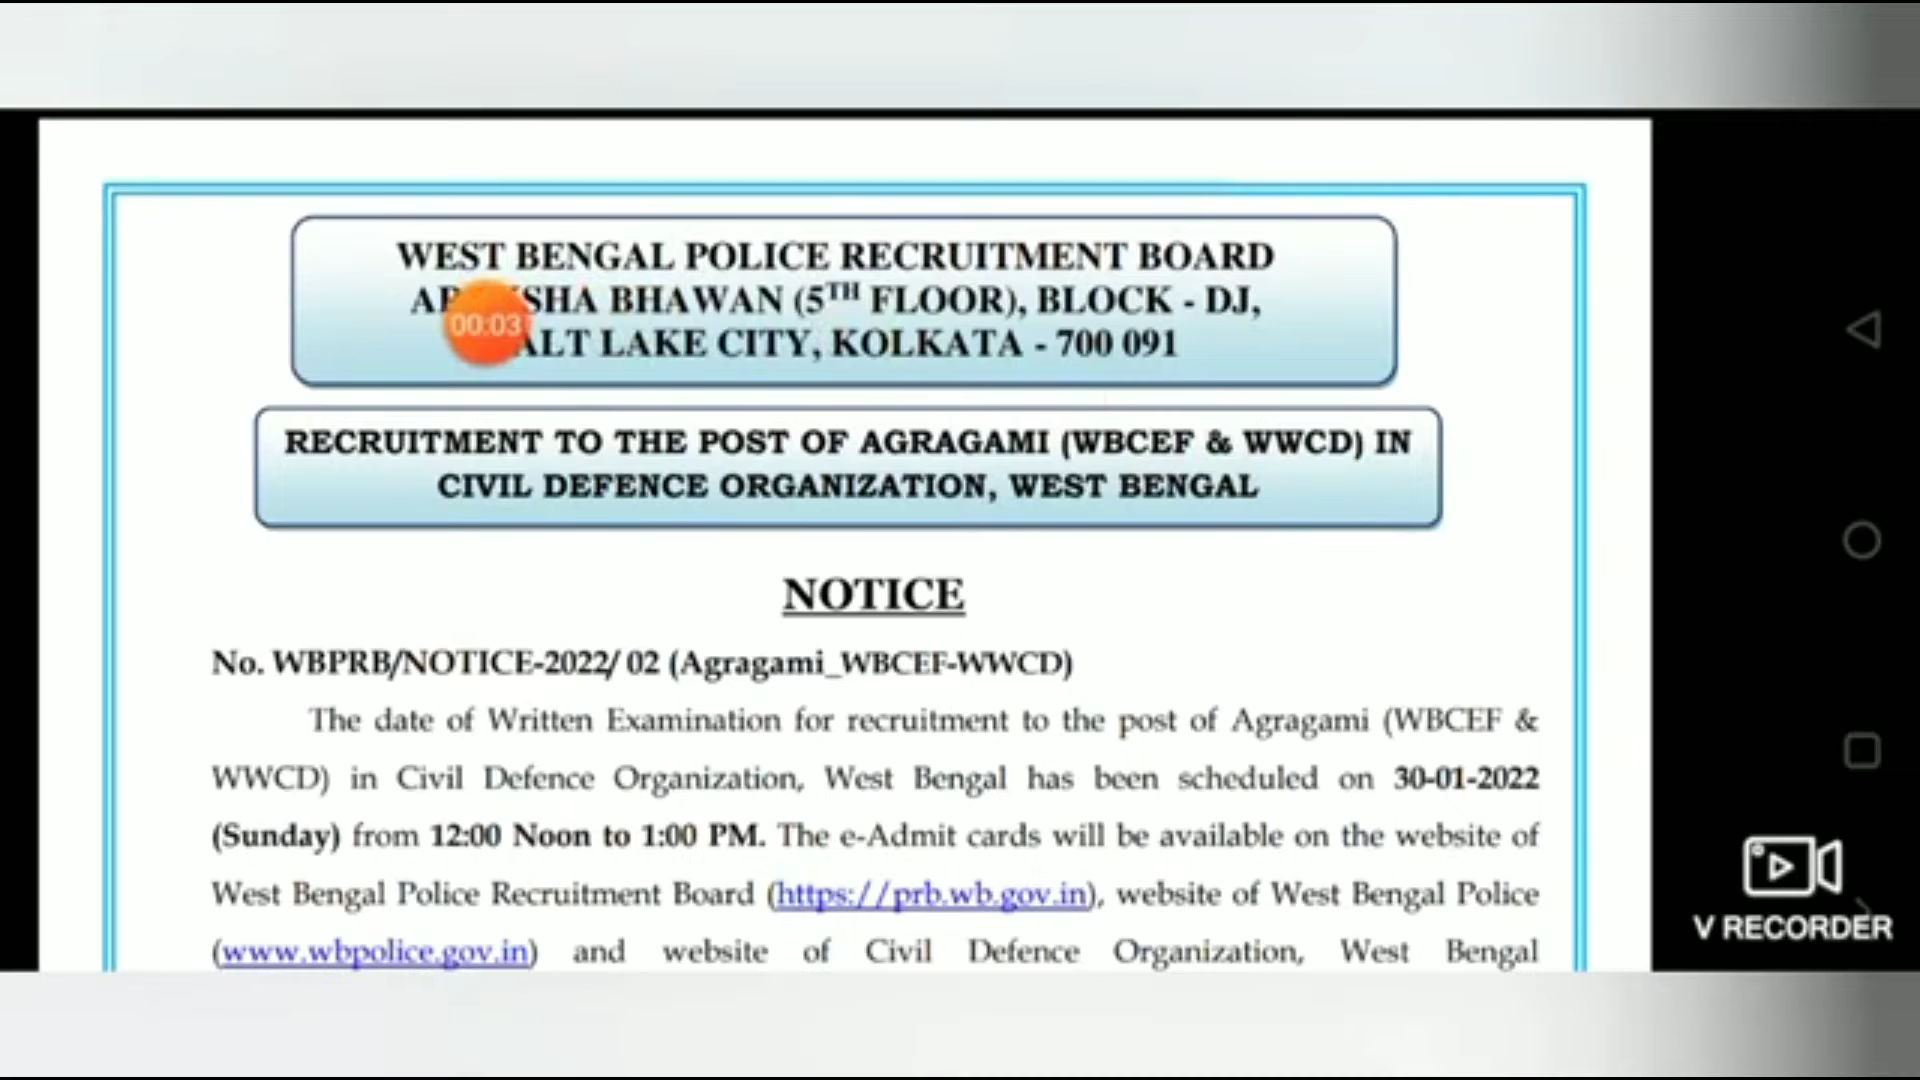 WEST BENGAL POLICE RECRUITMENT BOARD
BHAWAN (5TH FLOOR), BLOCK - DJ,
LAKE CITY, KOLKATA - 700 091
00:03
RECRUITMENT TO THE POST OF AGRAGAMI (WBCEF & WWCD) IN
CIVIL DEFENCE ORGANIZATION, WEST BENGAL
NOTICE
No. WBPRB/NOTICE-2022/ 02 (Agragami_WBCEF-WWCD)
The date of Written Examination for recruitment to the post of Agragami (WBCEF &
WWCD) in Civil Defence Organization, West Bengal has been scheduled on 30-01-2022
(Sunday) from 12:00 Noon to 1:00 PM. The e-Admit cards will be available on the website of
West Bengal Police Recruitment Board (https://prb.wb.gov.in), website of West Bengal Police
(www.wbpolice.gov.in) and website of Civil Defence Organization, West Bengal
V RECORDER